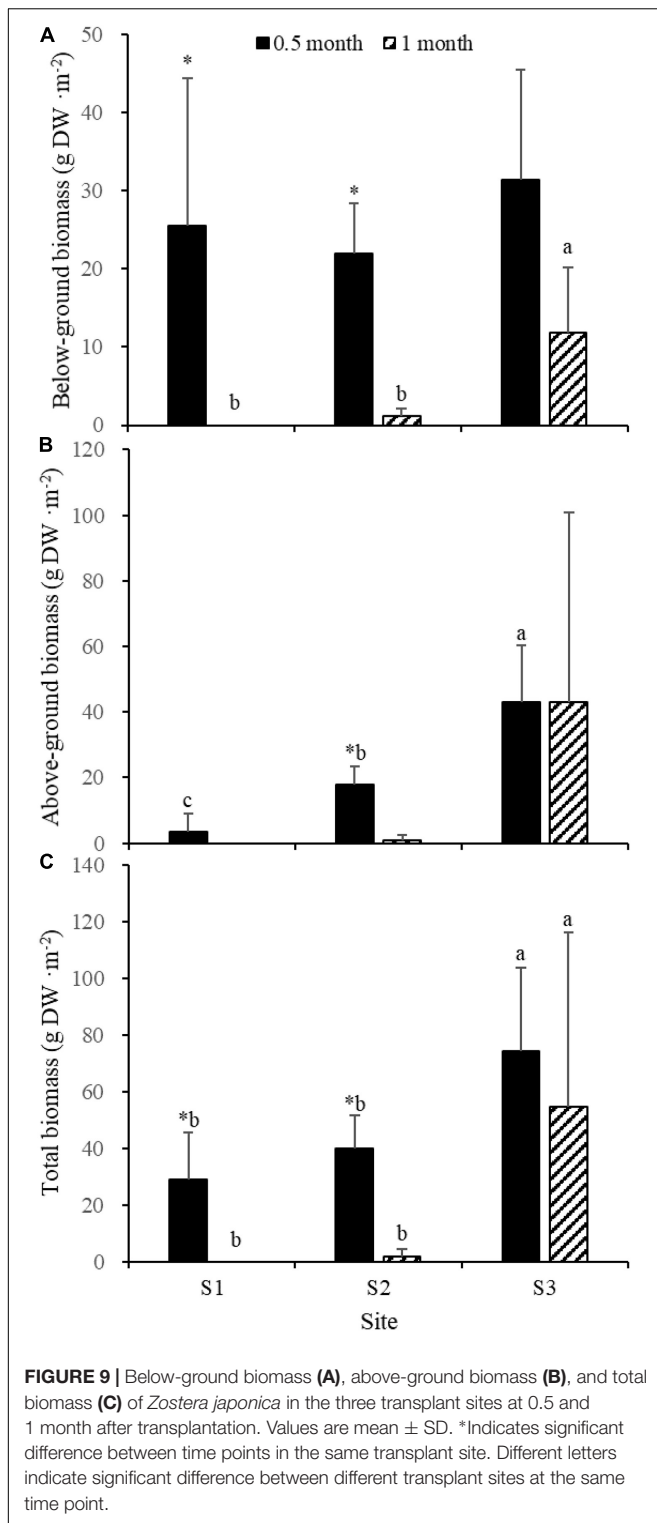 A
50
■ 0.5 month ▨ 1 month
40
30
20
10
0
Below-ground biomass (g DW ·m⁻²)
*
b
*
b
a
B
120
100
80
60
40
20
0
Above-ground biomass (g DW ·m⁻²)
c
*b
a
C
140
120
100
80
60
40
20
0
Total biomass (g DW ·m⁻²)
*b
b
*b
b
a
a
S1 S2 S3
Site
FIGURE 9 | Below-ground biomass (A), above-ground biomass (B), and total
biomass (C) of Zostera japonica in the three transplant sites at 0.5 and
1 month after transplantation. Values are mean ± SD. *Indicates significant
difference between time points in the same transplant site. Different letters
indicate significant difference between different transplant sites at the same
time point.